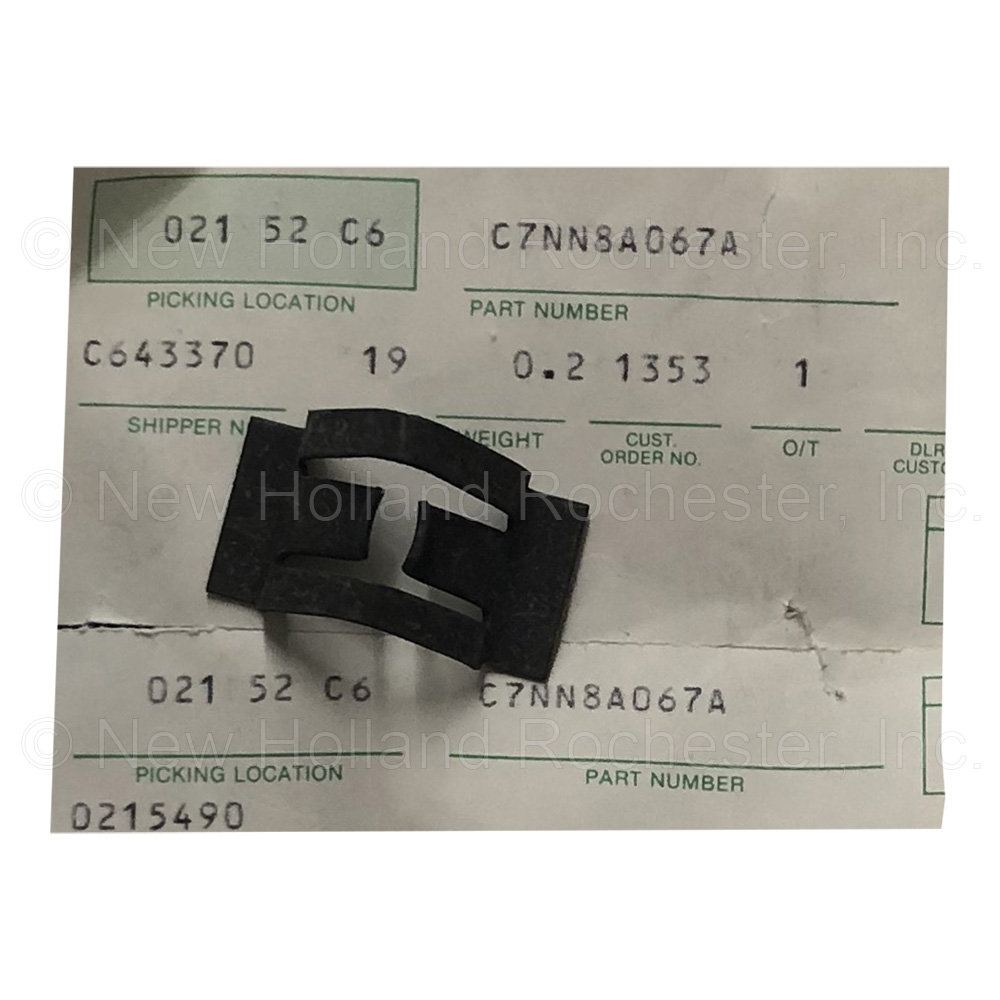 021 52 C6 C7NN8A067A
© New Holland Rochester, Inc.
PICKING LOCATION PART NUMBER
C643370 19 0.2 1353 1
SHIPPER WEIGHT CUST. ORDER NO. O/T DLR
© New Holland Rochester, Inc.
021 52 C6 C7NN8A067A
© New Holland Rochester, Inc.
PICKING LOCATION PART NUMBER
0215490